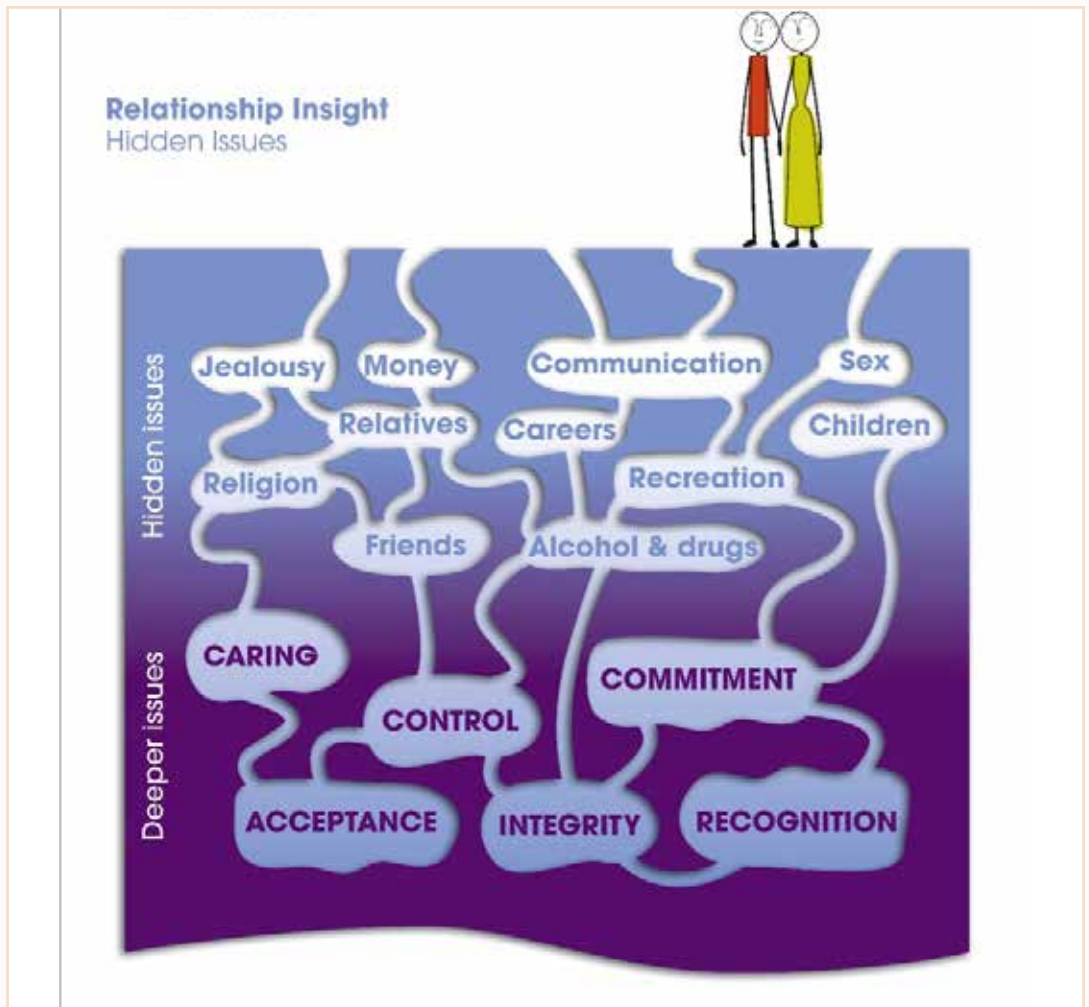 Relationship Insight
Hidden Issues
Hidden issues
Jealousy
Money
Communication
Sex
Relatives
Careers
Children
Religion
Recreation
Friends
Alcohol & drugs
Deeper issues
CARING
COMMITMENT
CONTROL
ACCEPTANCE
INTEGRITY
RECOGNITION